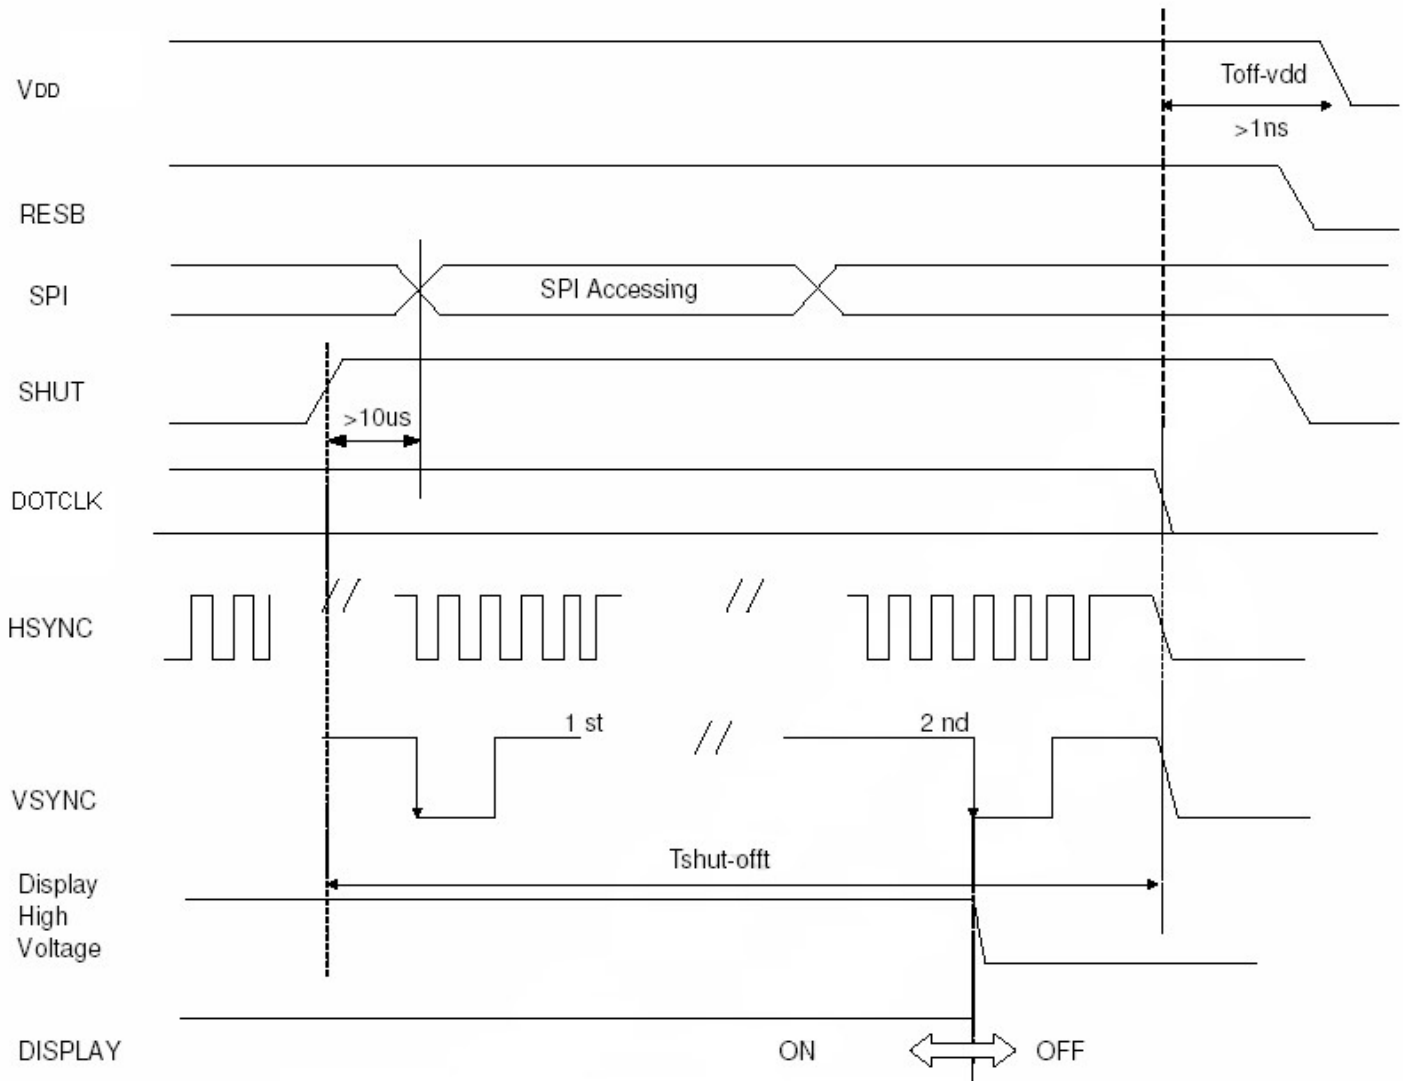 VDD
Toff-vdd
>1ns
RESB
SPI
SPI Accessing
SHUT
>10us
DOTCLK
HSYNC
1 st
2 nd
VSYNC
Tshut-offt
Display
High
Voltage
DISPLAY
ON
OFF